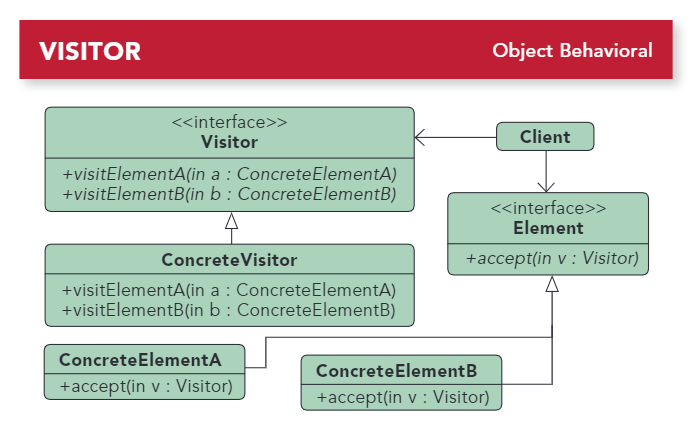 VISITOR
Object Behavioral
<<interface>>
Visitor
+visitElementA(in a : ConcreteElementA)
+visitElementB(in b : ConcreteElementB)
Client
<<interface>>
Element
+accept(in v : Visitor)
ConcreteVisitor
+visitElementA(in a : ConcreteElementA)
+visitElementB(in b : ConcreteElementB)
ConcreteElementA
+accept(in v : Visitor)
ConcreteElementB
+accept(in v : Visitor)